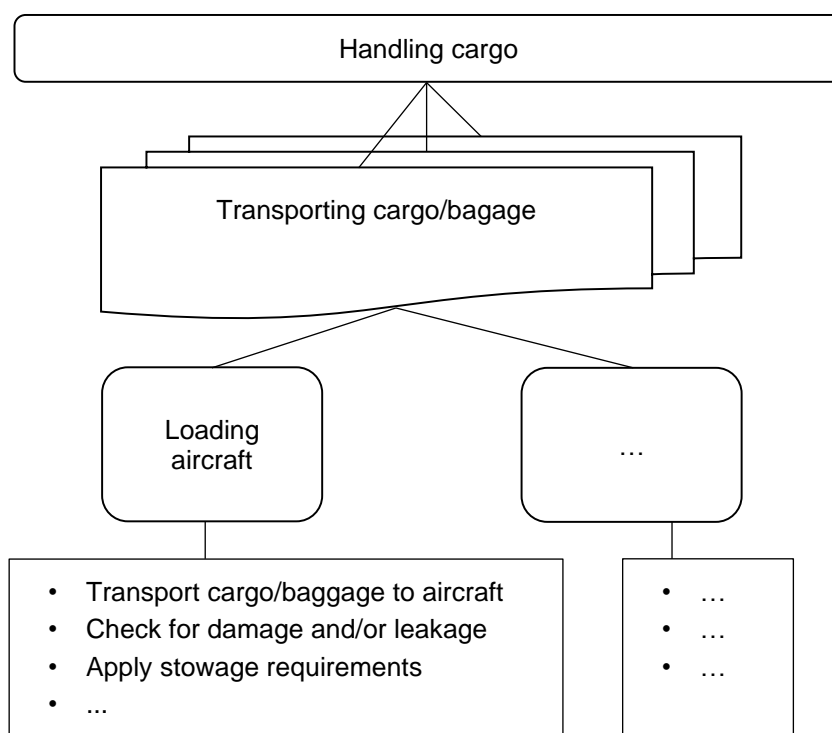 Handling cargo
Transporting cargo/bagage
Loading
aircraft
…
• Transport cargo/baggage to aircraft
• Check for damage and/or leakage
• Apply stowage requirements
• ...
• …
• …
• …